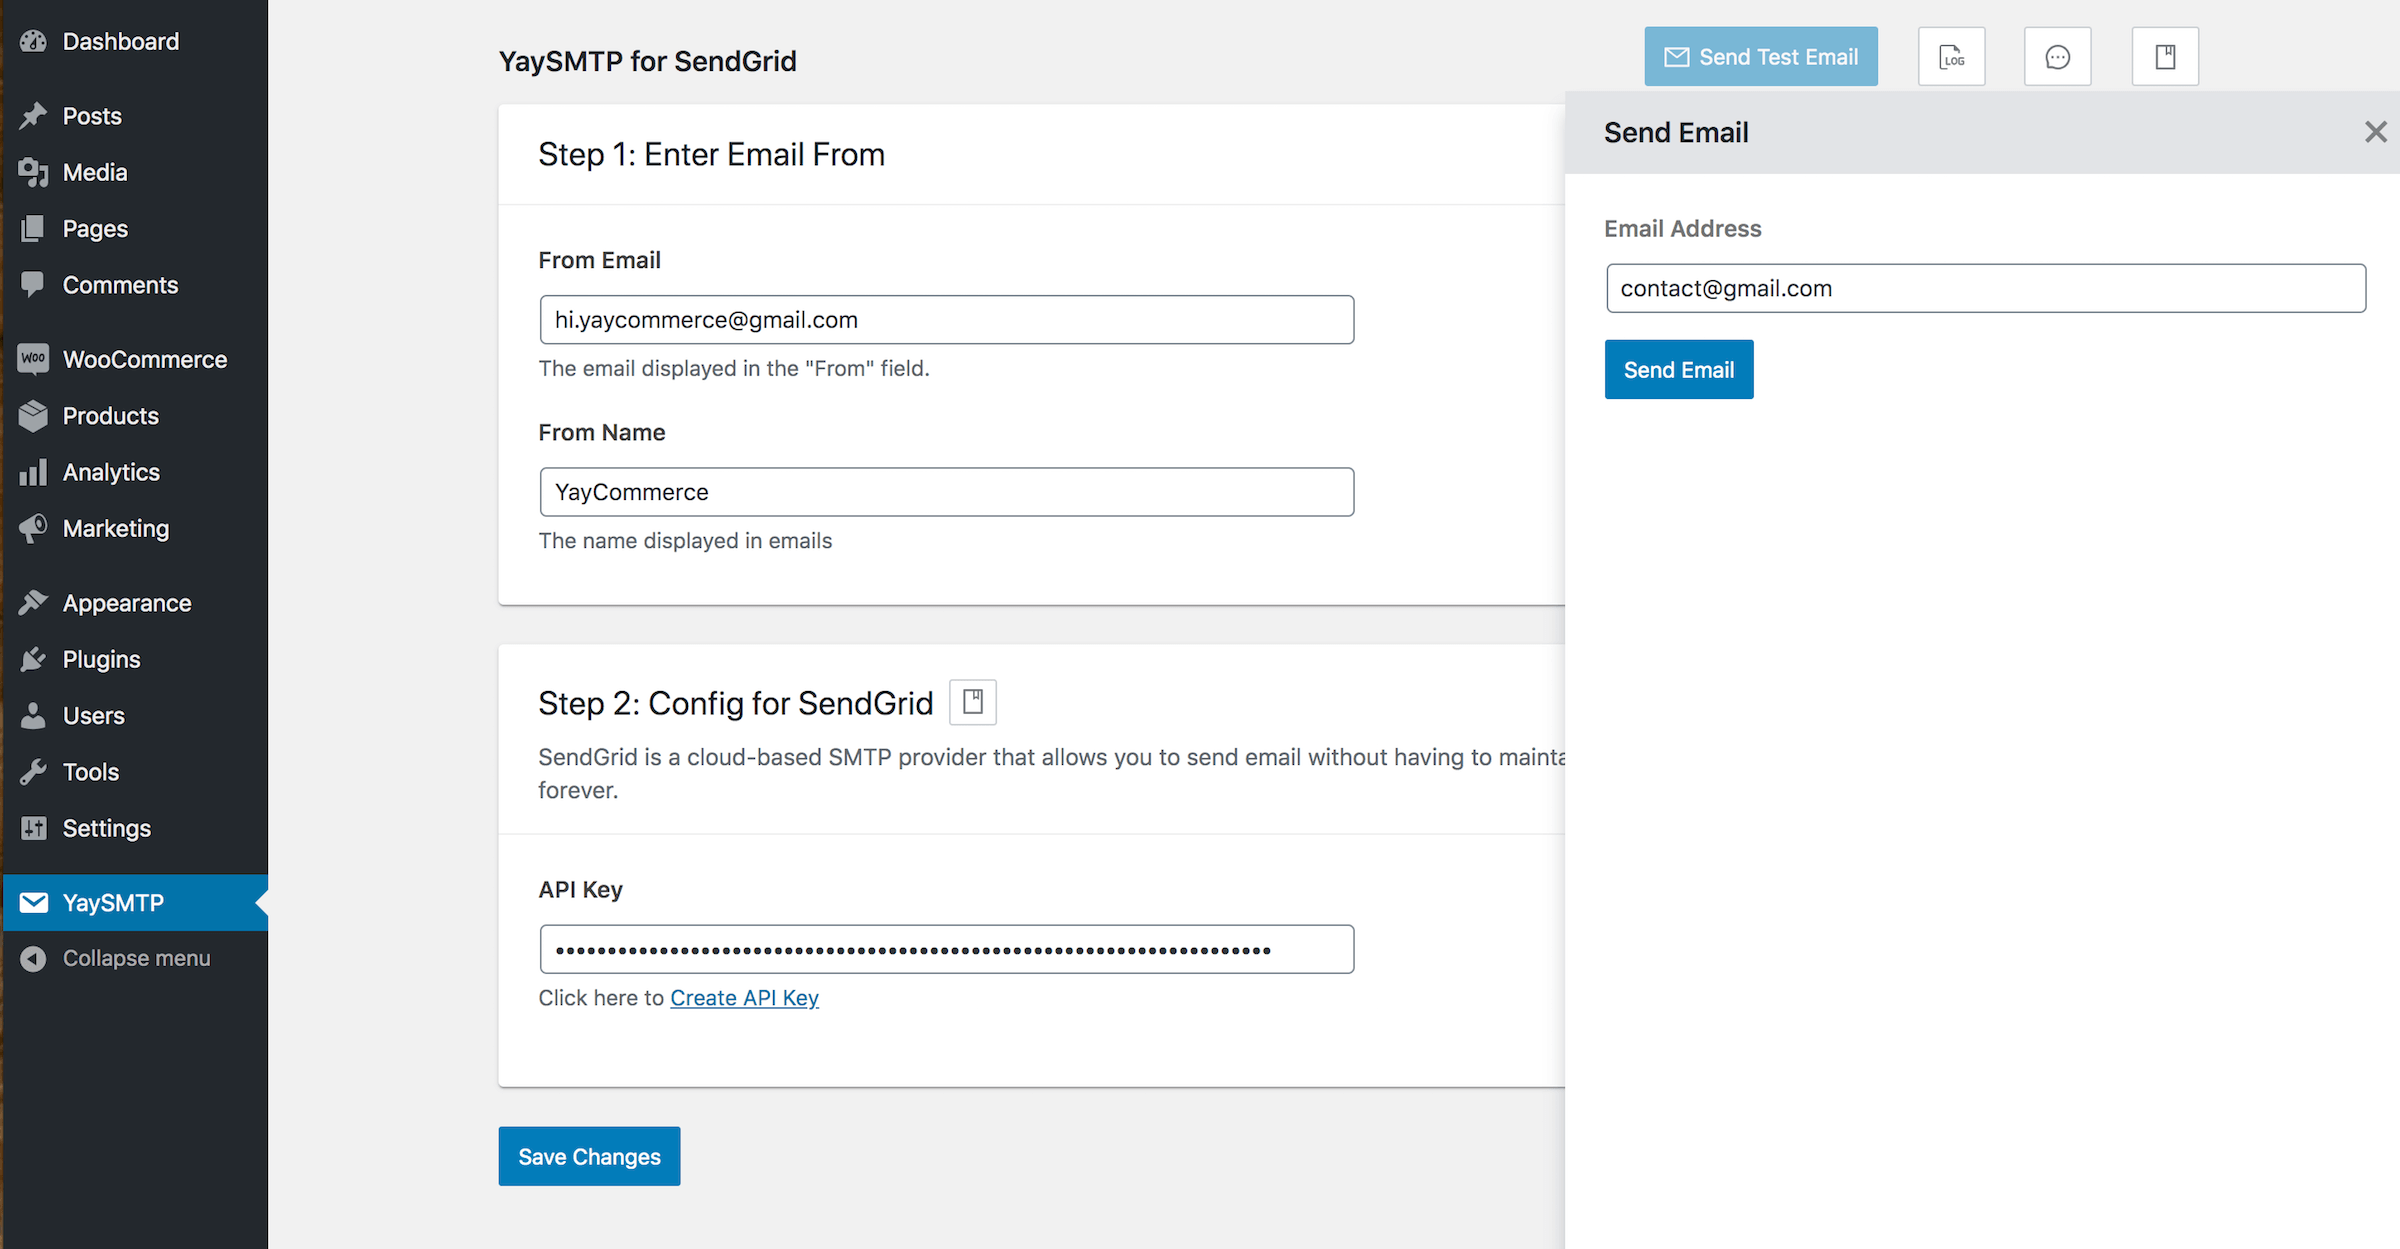 Dashboard
Posts
Media
Pages
Comments
Woo WooCommerce
Products
Analytics
Marketing
Appearance
Plugins
Users
Tools
Settings
YaySMTP
Collapse menu
YaySMTP for SendGrid
Send Test Email
LOG
Step 1: Enter Email From
From Email
hi.yaycommerce@gmail.com
The email displayed in the "From" field.
From Name
YayCommerce
The name displayed in emails
Step 2: Config for SendGrid
SendGrid is a cloud-based SMTP provider that allows you to send email without having to mainta
forever.
API Key
Click here to Create API Key
Save Changes
Send Email
Email Address
contact@gmail.com
Send Email